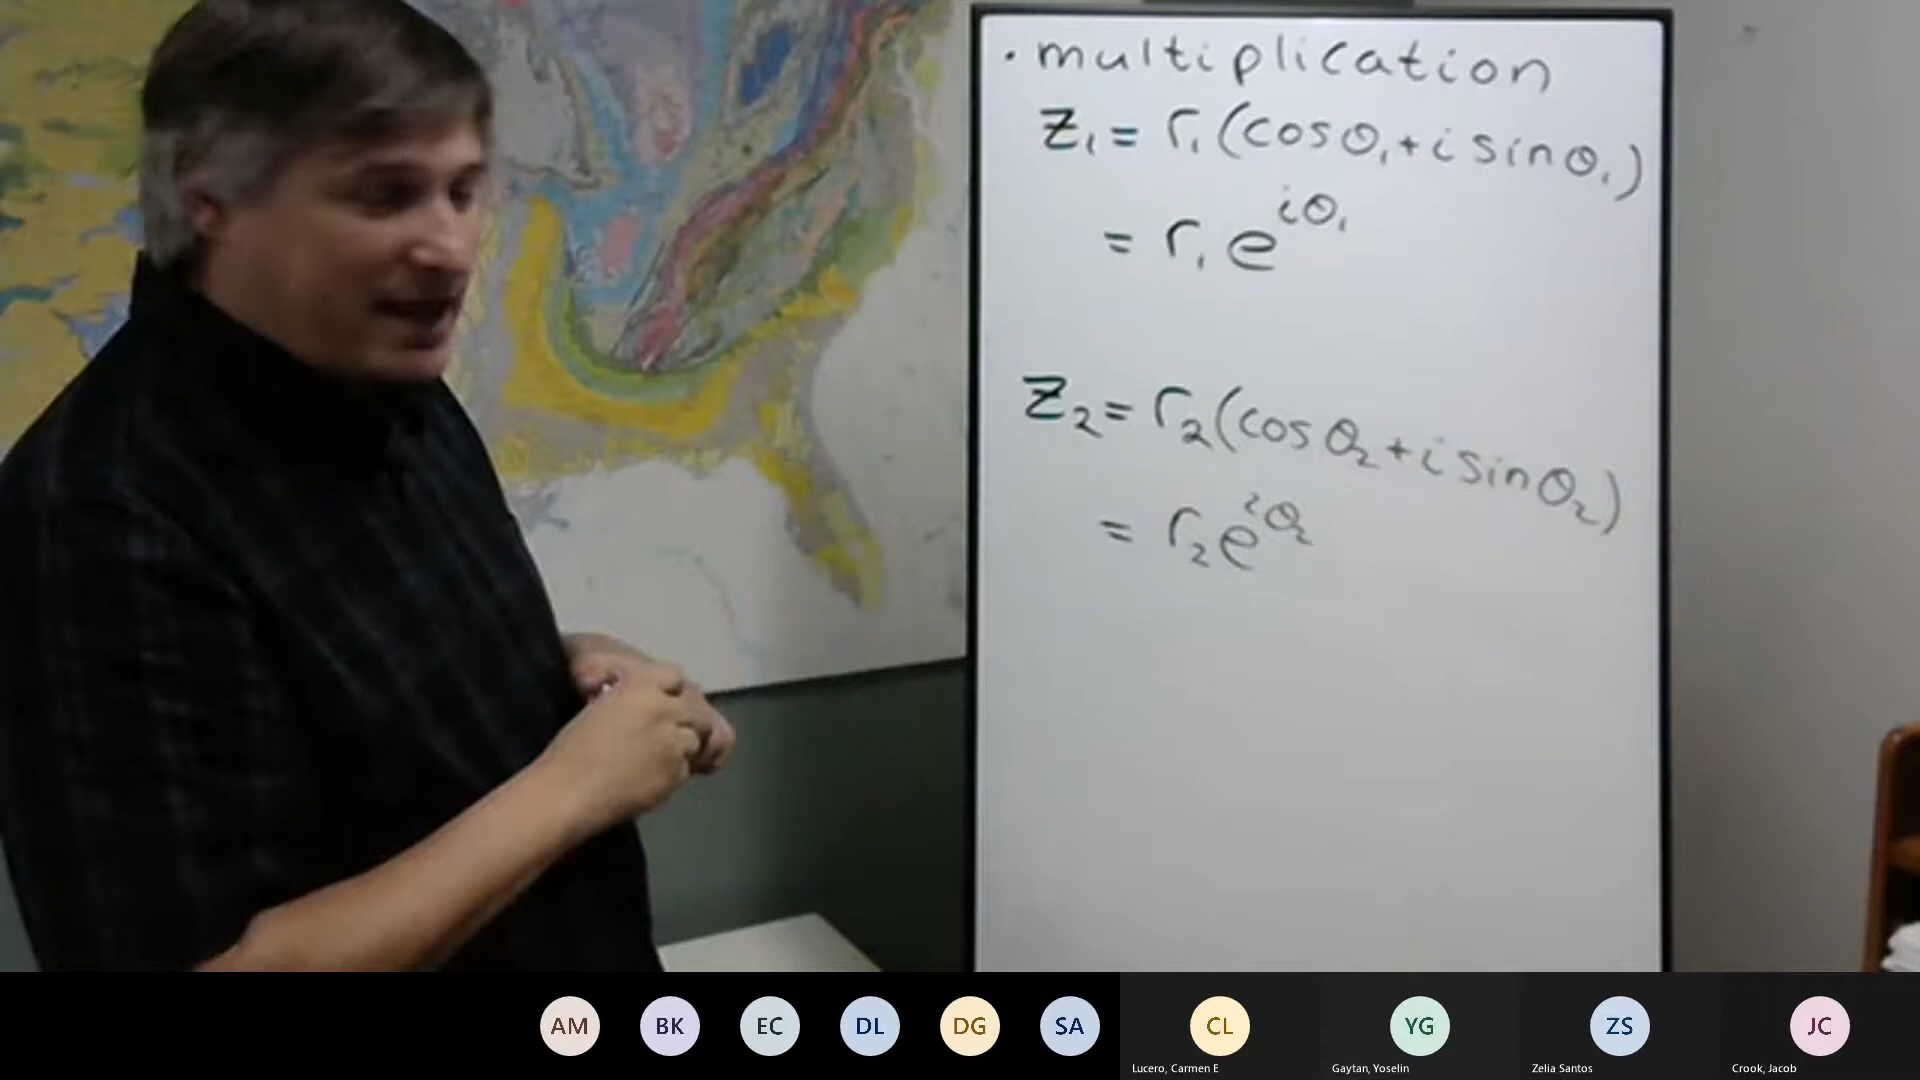 • multiplication
z₁ = r₁(cosθ₁ + i sinθ₁)
= r₁e^{iθ₁}
z₂ = r₂(cosθ₂ + i sinθ₂)
= r₂e^{iθ₂}
AM BK EC DL DG SA CL YG ZS JC
Lucero, Carmen E Gaytan, Yoselin Zelia Santos Crook, Jacob